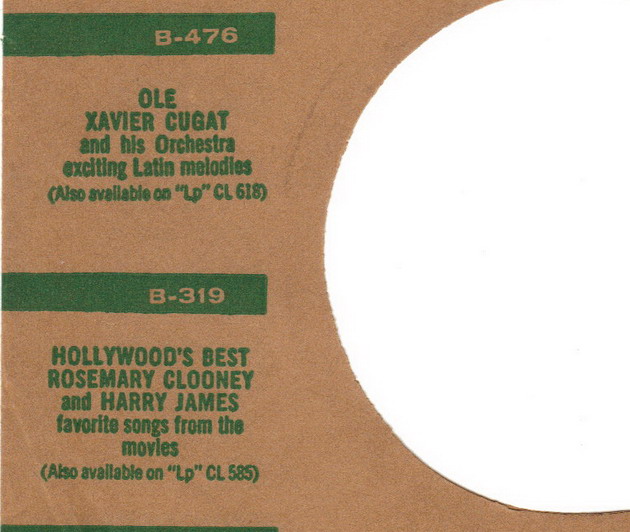 B-476
OLE
XAVIER CUGAT
and his Orchestra
exciting Latin melodies
(Also available on "Lp" CL 618)
B-319
HOLLYWOOD'S BEST
ROSEMARY CLOONEY
and HARRY JAMES
favorite songs from the
movies
(Also available on "Lp" CL 585)